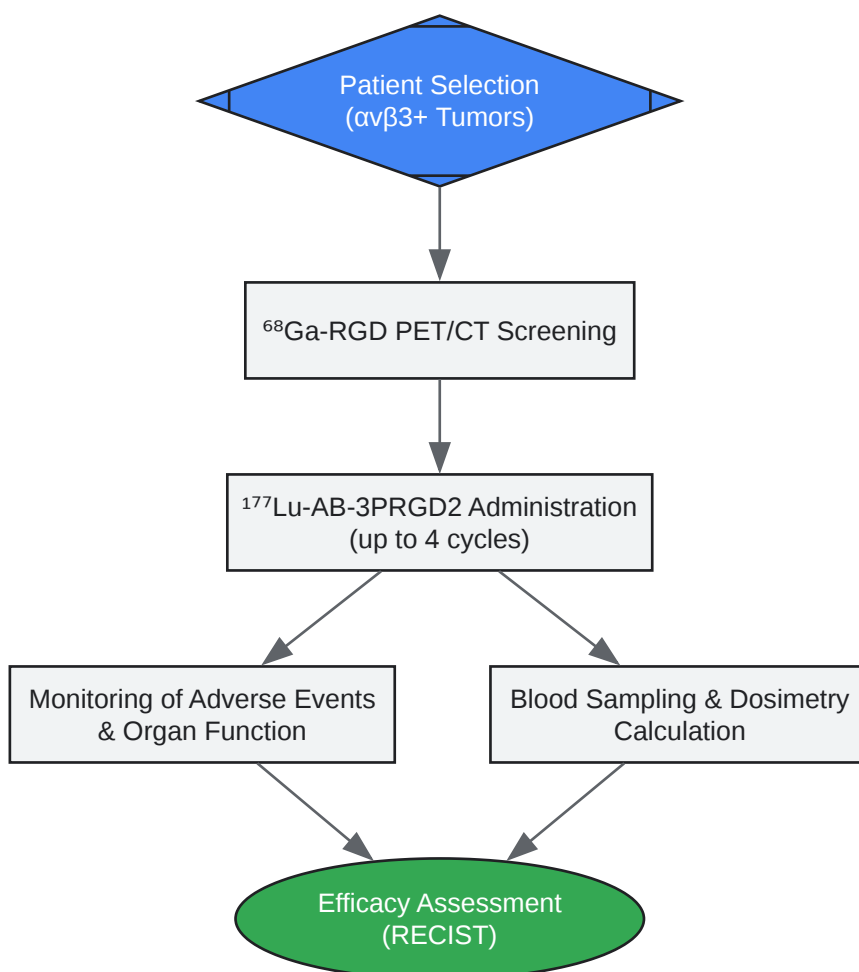 Patient Selection
(αvβ3+ Tumors)
⁶⁸Ga-RGD PET/CT Screening
¹⁷⁷Lu-AB-3PRGD2 Administration
(up to 4 cycles)
Monitoring of Adverse Events
& Organ Function
Blood Sampling & Dosimetry
Calculation
Efficacy Assessment
(RECIST)